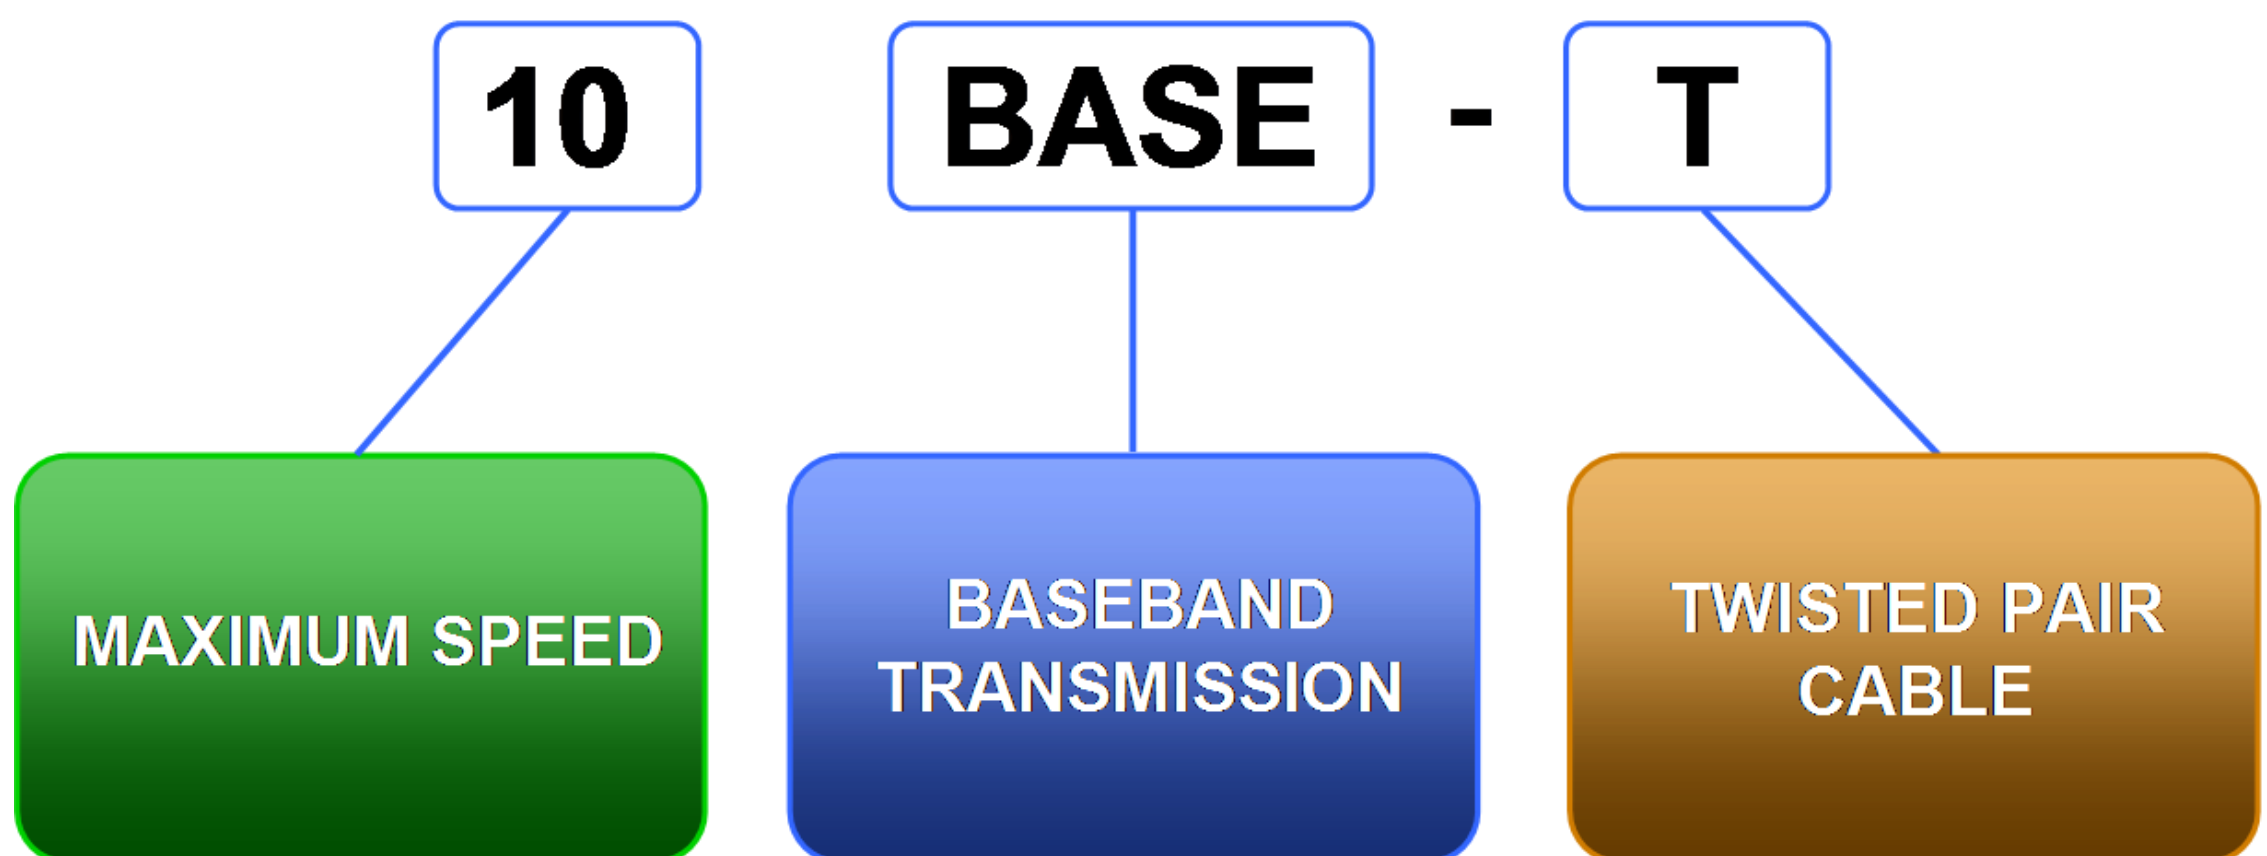 10 BASE - T
MAXIMUM SPEED
BASEBAND
TRANSMISSION
TWISTED PAIR
CABLE